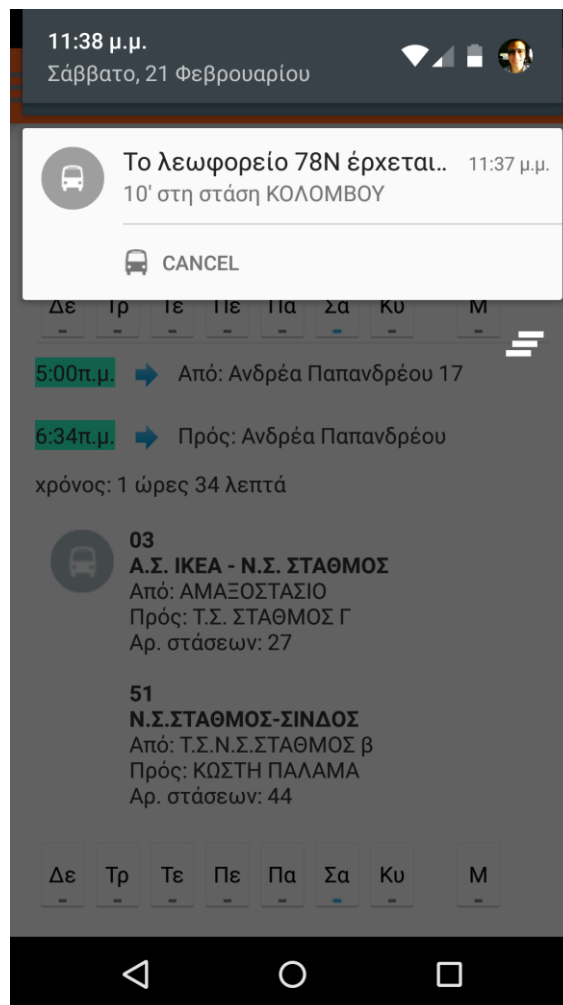 11:38 μ.μ.
Σάββατο, 21 Φεβρουαρίου
Το λεωφορείο 78Ν έρχεται.. 11:37 μ.μ.
10' στη στάση ΚΟΛΟΜΒΟΥ
CANCEL
Δε Τρ Τε Πε Πα Σα Κυ Μ
5:00π.μ. Από: Ανδρέα Παπανδρέου 17
6:34π.μ. Πρός: Ανδρέα Παπανδρέου
χρόνος: 1 ώρες 34 λεπτά
03
Α.Σ. ΙΚΕΑ - Ν.Σ. ΣΤΑΘΜΟΣ
Από: ΑΜΑΞΟΣΤΑΣΙΟ
Πρός: Τ.Σ. ΣΤΑΘΜΟΣ Γ
Αρ. στάσεων: 27
51
Ν.Σ.ΣΤΑΘΜΟΣ-ΣΙΝΔΟΣ
Από: Τ.Σ.Ν.Σ.ΣΤΑΘΜΟΣ β
Πρός: ΚΩΣΤΗ ΠΑΛΑΜΑ
Αρ. στάσεων: 44
Δε Τρ Τε Πε Πα Σα Κυ Μ